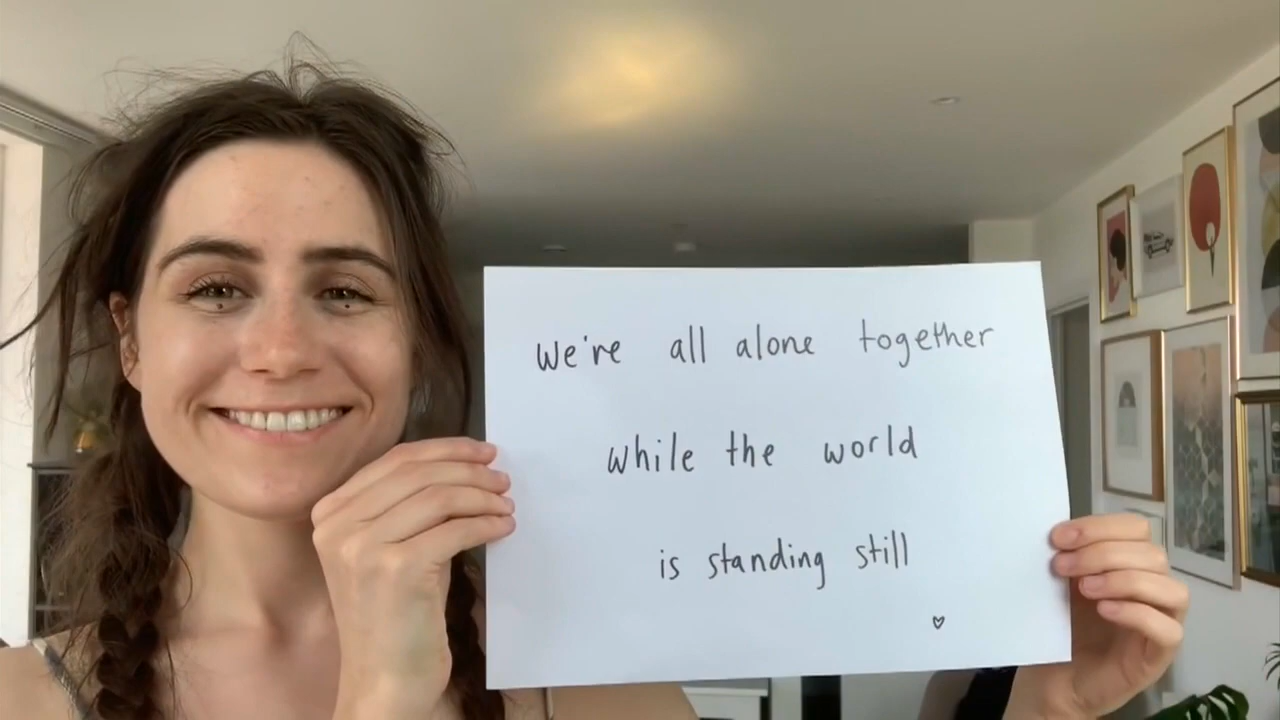 we're all alone together
while the world
is standing still
♡